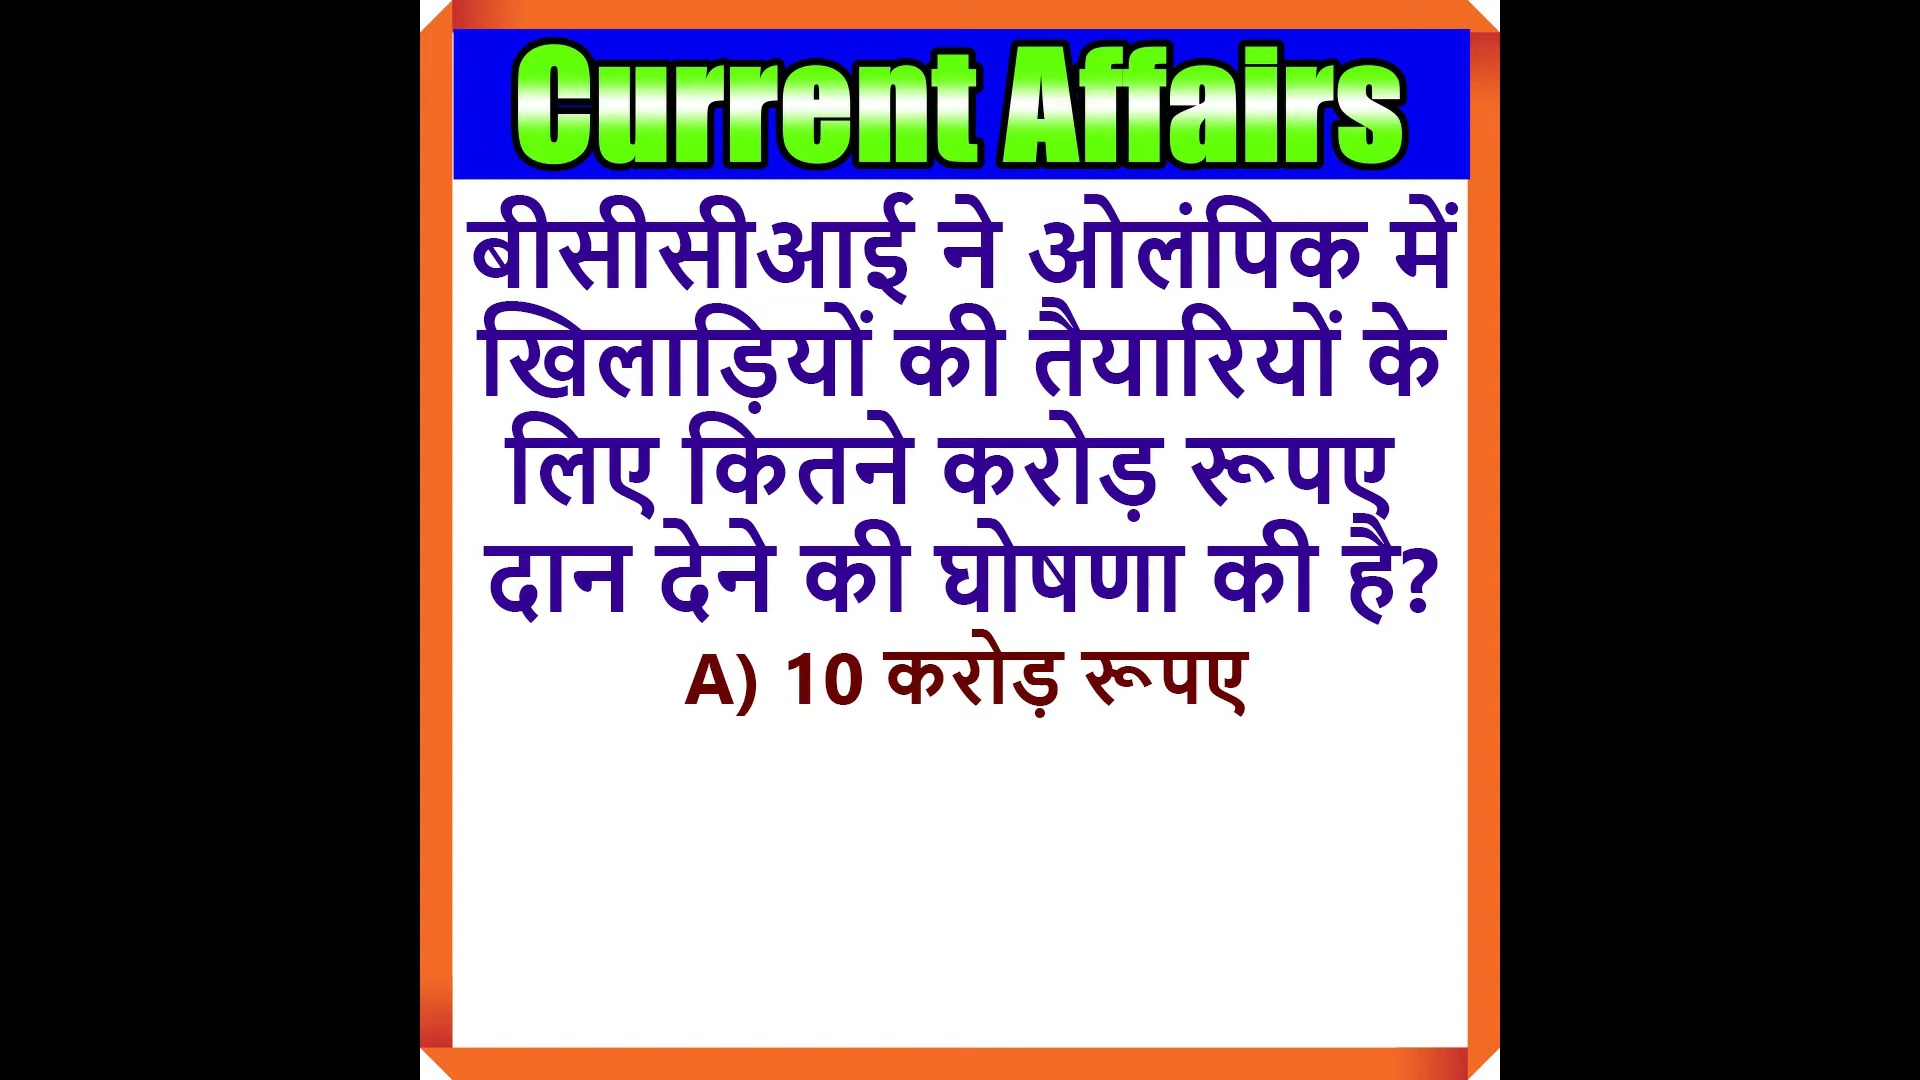 Current Affairs
बीसीसीआई ने ओलंपिक में
खिलाड़ियों की तैयारियों के
लिए कितने करोड़ रूपए
दान देने की घोषणा की है?
A) 10 करोड़ रूपए